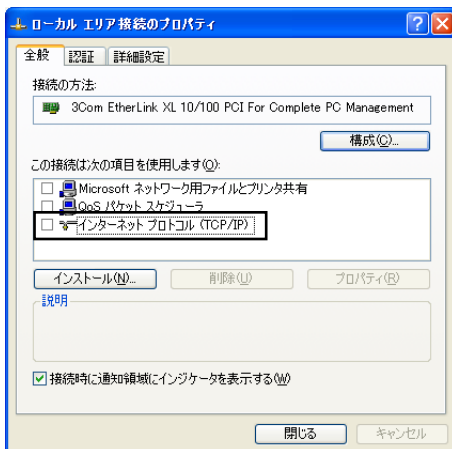 ローカル エリア接続のプロパティ
全般 認証 詳細設定
接続の方法:
3Com EtherLink XL 10/100 PCI For Complete PC Management
構成(C)...
この接続は次の項目を使用します(O):
Microsoft ネットワーク用ファイルとプリンタ共有
QoS パケット スケジューラ
インターネット プロトコル (TCP/IP)
インストール(N)... 削除(U) プロパティ(R)
説明
接続時に通知領域にインジケータを表示する(W)
閉じる キャンセル